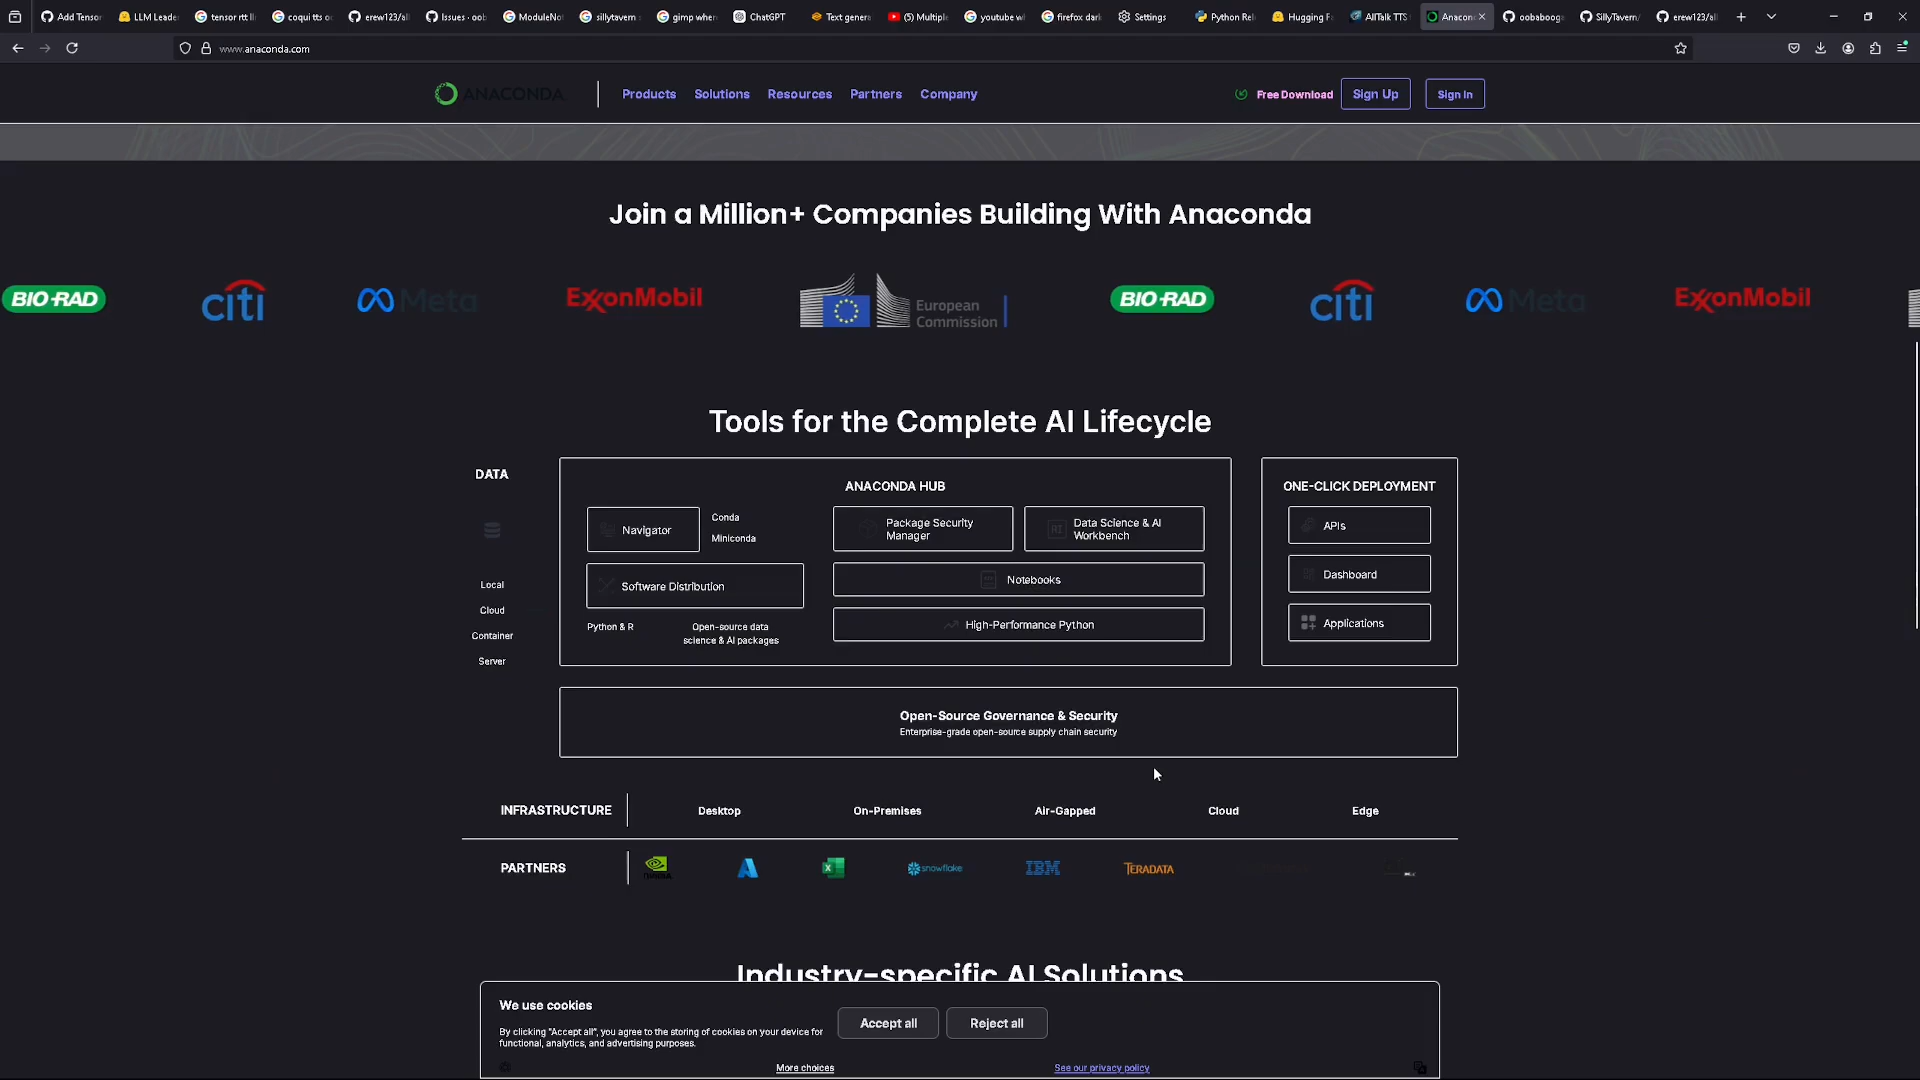 Add Tensor
LLM Leade
tensor rtt li
coqui tts oo
erew123/all
Issues · oob
ModuleNot
sillytavern
gimp wher
ChatGPT
Text genera
(5) Multiple
youtube wi
firefox dark
Settings
Python Rel
Hugging F
AllTalk TTS
Anacon
oobaboog
SillyTavern/
erew123/all
www.anaconda.com
ANACONDA
Products
Solutions
Resources
Partners
Company
Free Download
Sign Up
Sign In
Join a Million+ Companies Building With Anaconda
BIO-RAD
citi
Meta
ExxonMobil
European
Commission
BIO-RAD
citi
Meta
ExxonMobil
Tools for the Complete AI Lifecycle
DATA
Local
Cloud
Container
Server
ANACONDA HUB
Navigator
Conda
Miniconda
Software Distribution
Python & R
Open-source data
science & AI packages
Package Security
Manager
Data Science & AI
Workbench
Notebooks
High-Performance Python
ONE-CLICK DEPLOYMENT
APIs
Dashboard
Applications
Open-Source Governance & Security
Enterprise-grade open-source supply chain security
INFRASTRUCTURE
Desktop
On-Premises
Air-Gapped
Cloud
Edge
PARTNERS
snowflake
IBM
TERADATA
Industry-specific AI Solutions
We use cookies
By clicking "Accept all", you agree to the storing of cookies on your device for
functional, analytics, and advertising purposes.
Accept all
Reject all
More choices
See our privacy policy